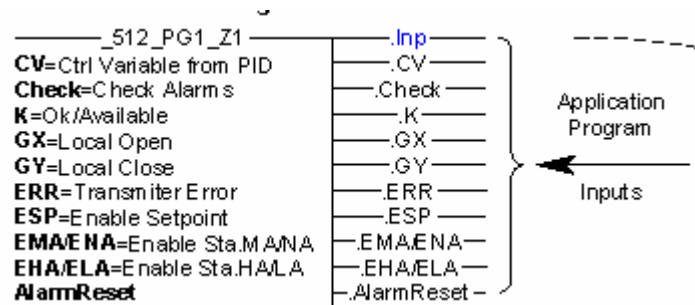 _512_PG1_Z1 .Inp
CV=Ctrl Variable from PID .CV
Check=Check Alarms .Check
K=Ok/Available .K
GX=Local Open .GX
GY=Local Close .GY
ERR=Transmiter Error .ERR
ESP=Enable Setpoint .ESP
EMA/ENA=Enable Sta.MA/NA .EMA/ENA
EHA/ELA=Enable Sta.HA/LA .EHA/ELA
AlarmReset .AlarmReset
Application
Program
Inputs